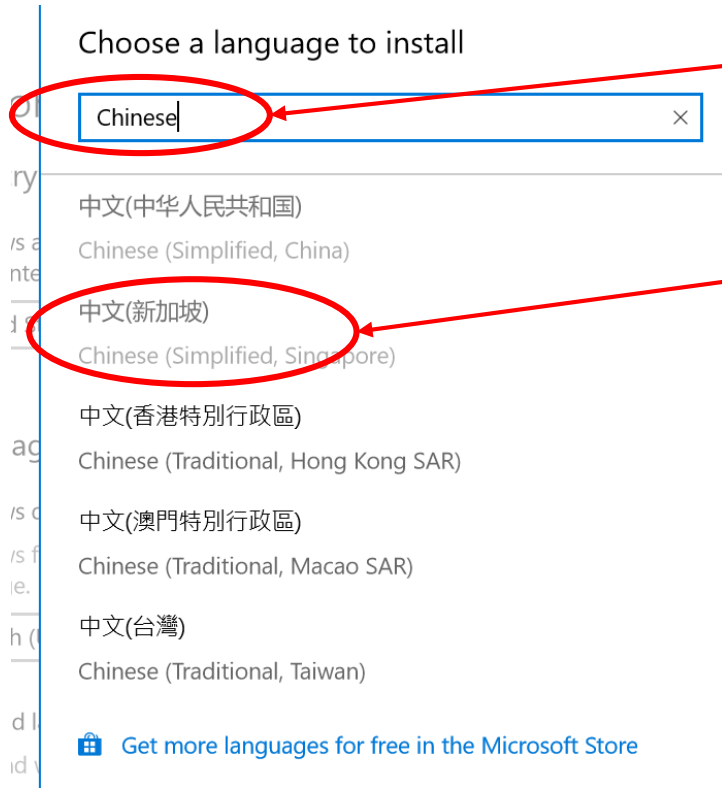 Choose a language to install
Chinese
中文(中华人民共和国)
Chinese (Simplified, China)
中文(新加坡)
Chinese (Simplified, Singapore)
中文(香港特別行政區)
Chinese (Traditional, Hong Kong SAR)
中文(澳門特別行政區)
Chinese (Traditional, Macao SAR)
中文(台灣)
Chinese (Traditional, Taiwan)
Get more languages for free in the Microsoft Store